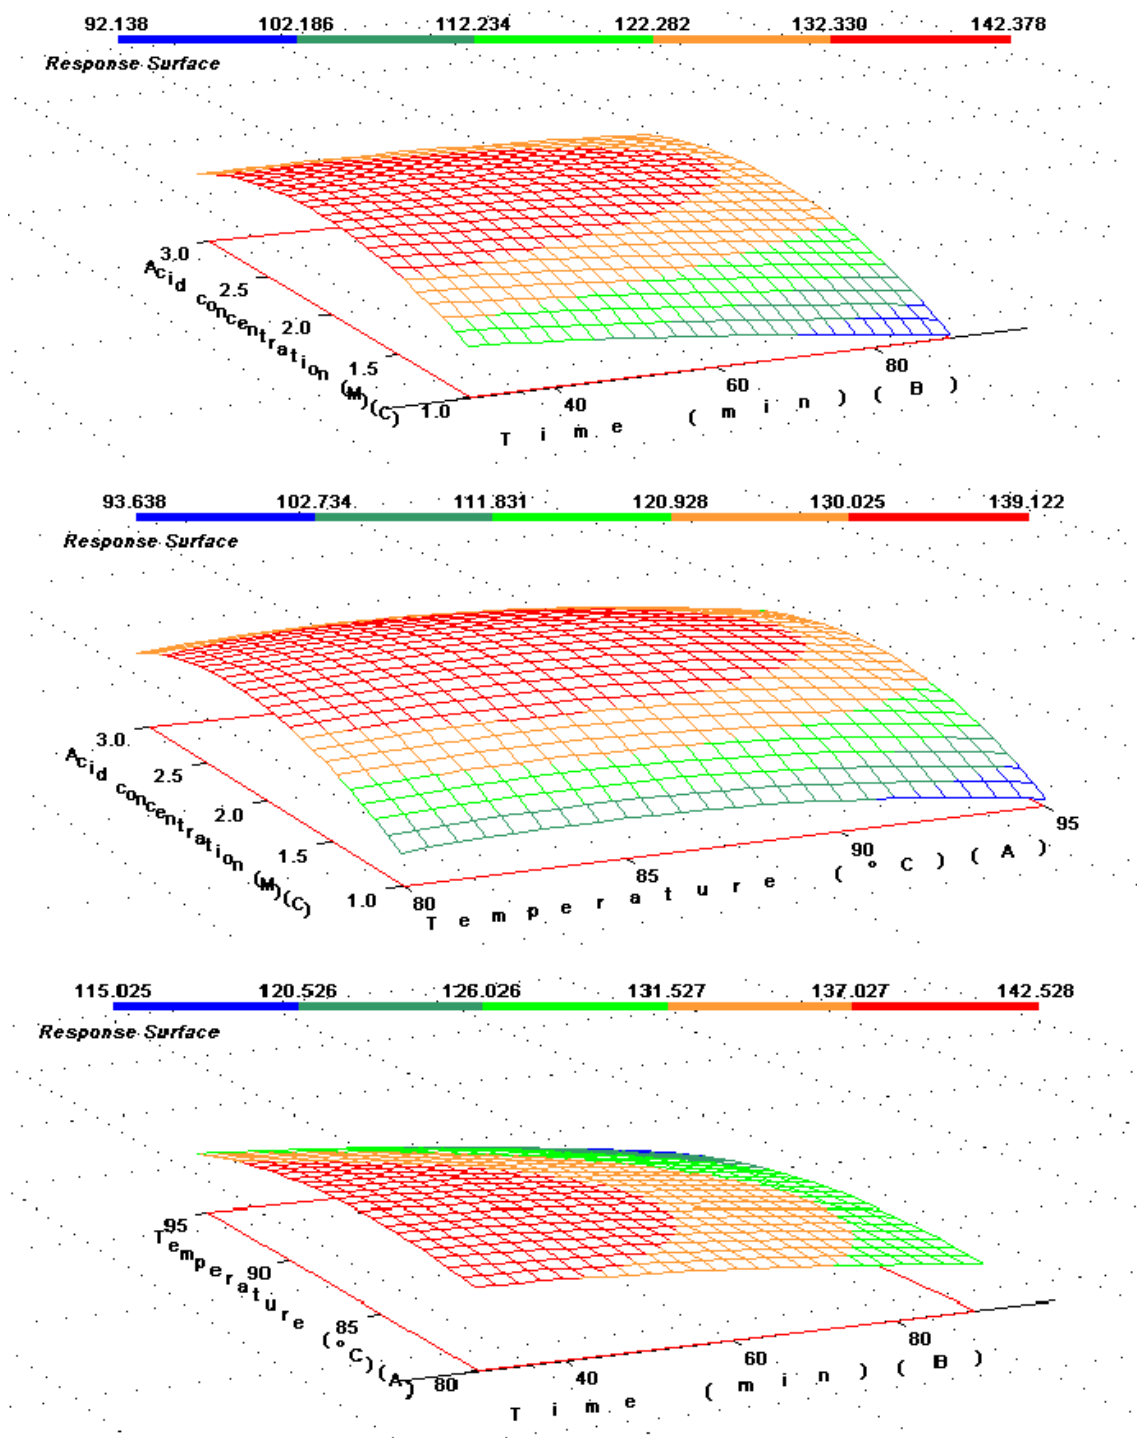 92.138 102.186 112.234 122.282 132.330 142.378
Response Surface
3.0
2.5
2.0
1.5
1.0
Acid concentration (M)(C)
40 60 80
Time (min) (B)
93.638 102.734 111.831 120.928 130.025 139.122
Response Surface
3.0
2.5
2.0
1.5
1.0
Acid concentration (M)(C)
80 85 90 95
Temperature (°C) (A)
115.025 120.526 126.026 131.527 137.027 142.528
Response Surface
95
90
85
80
Temperature (°C)(A)
40 60 80
Time (min) (B)